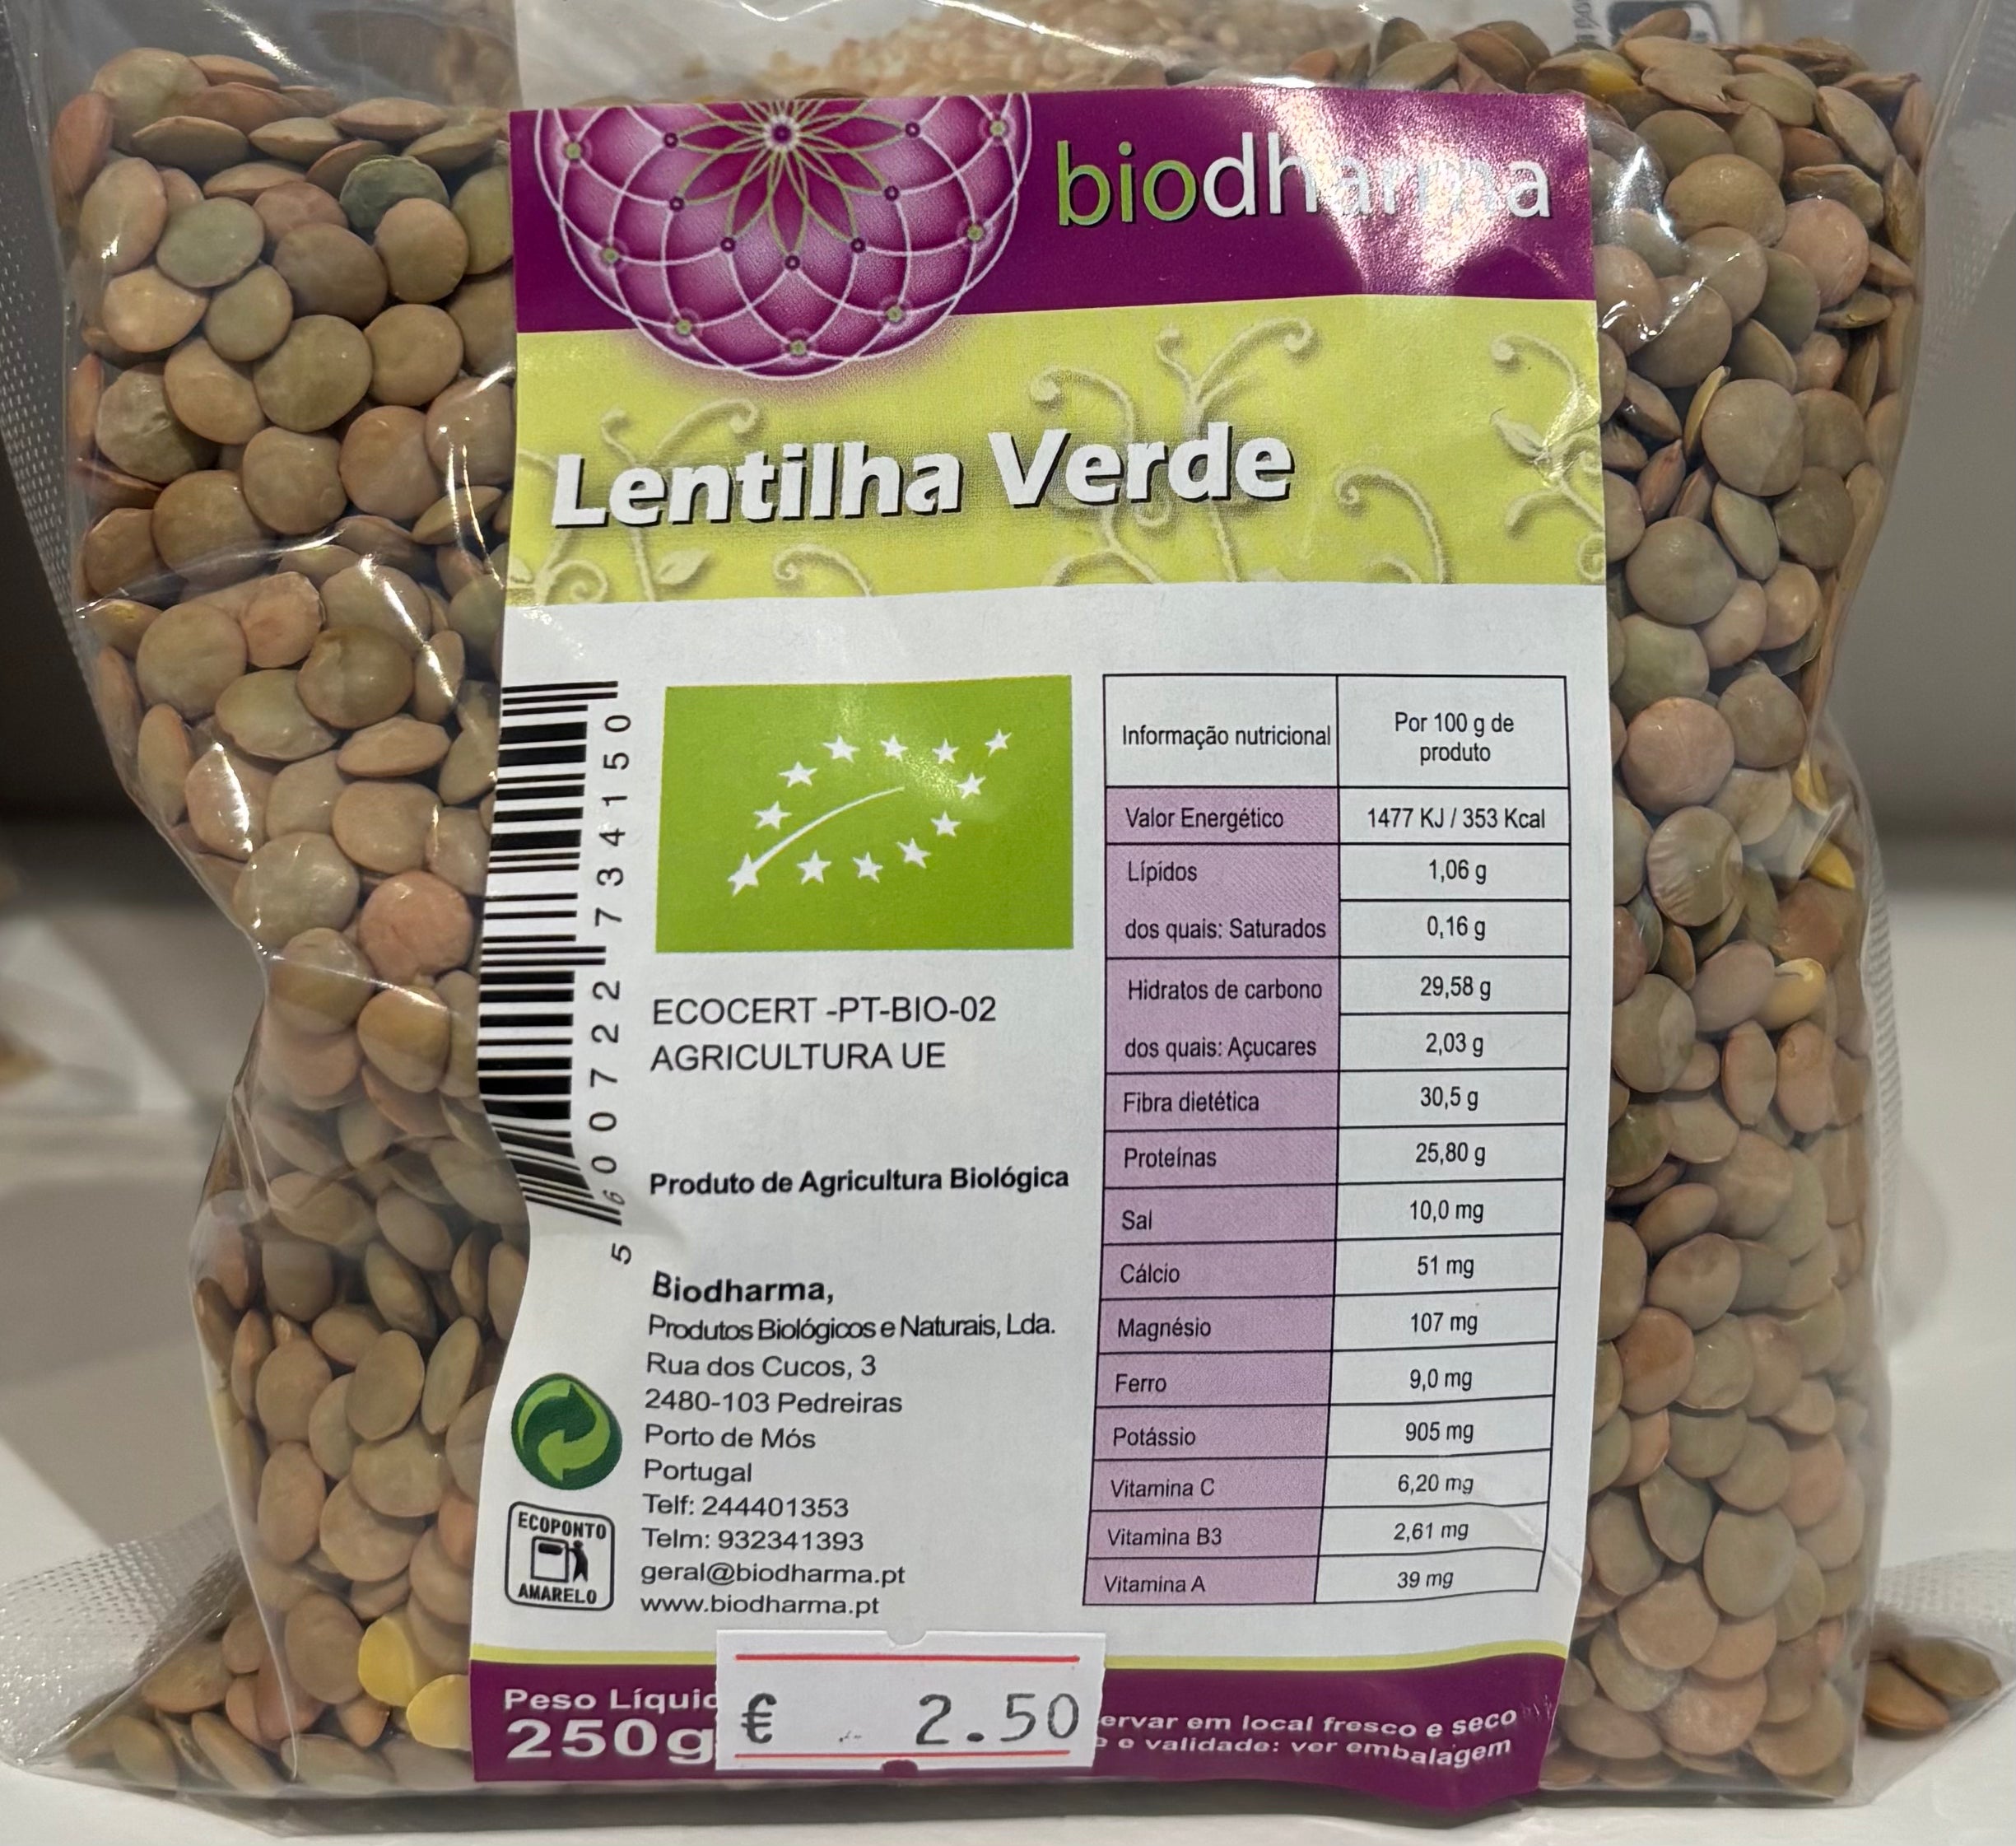 biodharma
Lentilha Verde
5 600722 734150
ECOCERT -PT-BIO-02
AGRICULTURA UE
Produto de Agricultura Biológica
Biodharma,
Produtos Biológicos e Naturais, Lda.
Rua dos Cucos, 3
2480-103 Pedreiras
Porto de Mós
Portugal
Telf: 244401353
Telm: 932341393
geral@biodharma.pt
www.biodharma.pt
ECOPONTO
AMARELO
Informação nutricional Por 100 g de
produto
Valor Energético 1477 KJ / 353 Kcal
Lípidos 1,06 g
dos quais: Saturados 0,16 g
Hidratos de carbono 29,58 g
dos quais: Açucares 2,03 g
Fibra dietética 30,5 g
Proteínas 25,80 g
Sal 10,0 mg
Cálcio 51 mg
Magnésio 107 mg
Ferro 9,0 mg
Potássio 905 mg
Vitamina C 6,20 mg
Vitamina B3 2,61 mg
Vitamina A 39 mg
Peso Líquid
250g
€ 2.50
ervar em local fresco e seco
e validade: ver embalagem